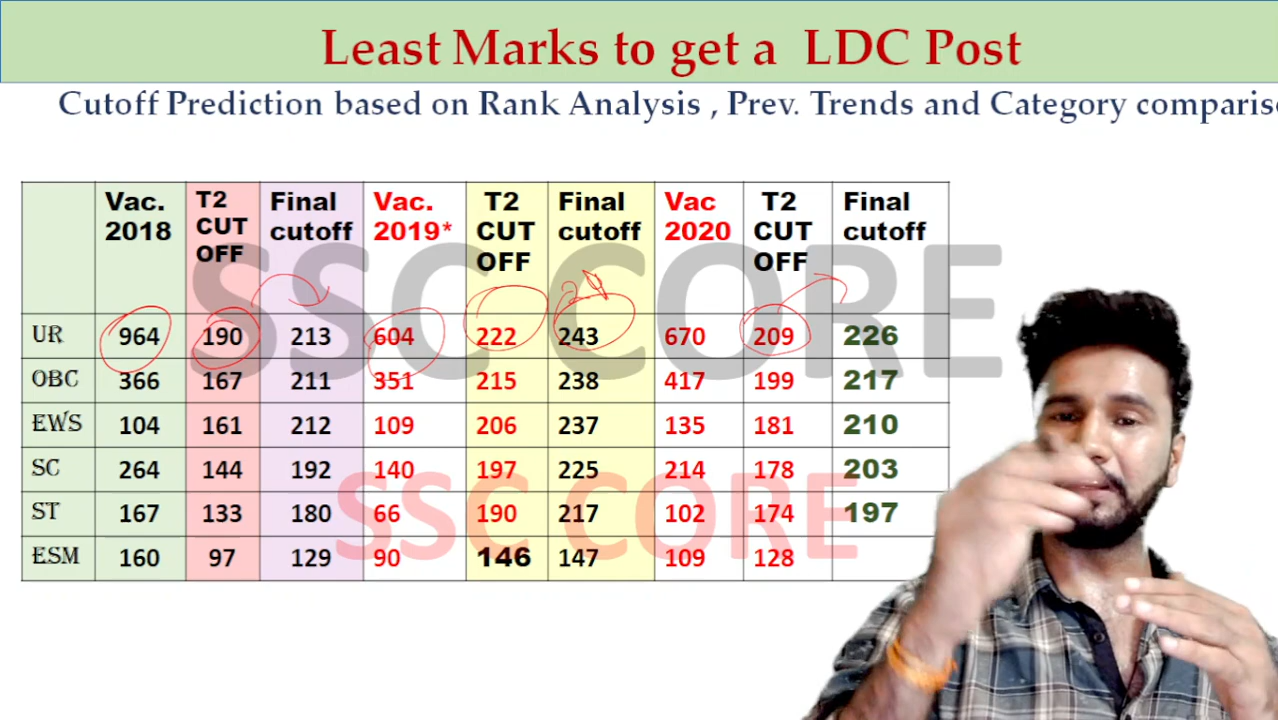 Least Marks to get a LDC Post
Cutoff Prediction based on Rank Analysis , Prev. Trends and Category comparis
Vac. 2018 T2 CUT OFF Final cutoff Vac. 2019* T2 CUT OFF Final cutoff Vac 2020 T2 CUT OFF Final cutoff
UR 964 190 213 604 222 243 670 209 226
OBC 366 167 211 351 215 238 417 199 217
EWS 104 161 212 109 206 237 135 181 210
SC 264 144 192 140 197 225 214 178 203
ST 167 133 180 66 190 217 102 174 197
ESM 160 97 129 90 146 147 109 128
SSC CORE
SSC CORE